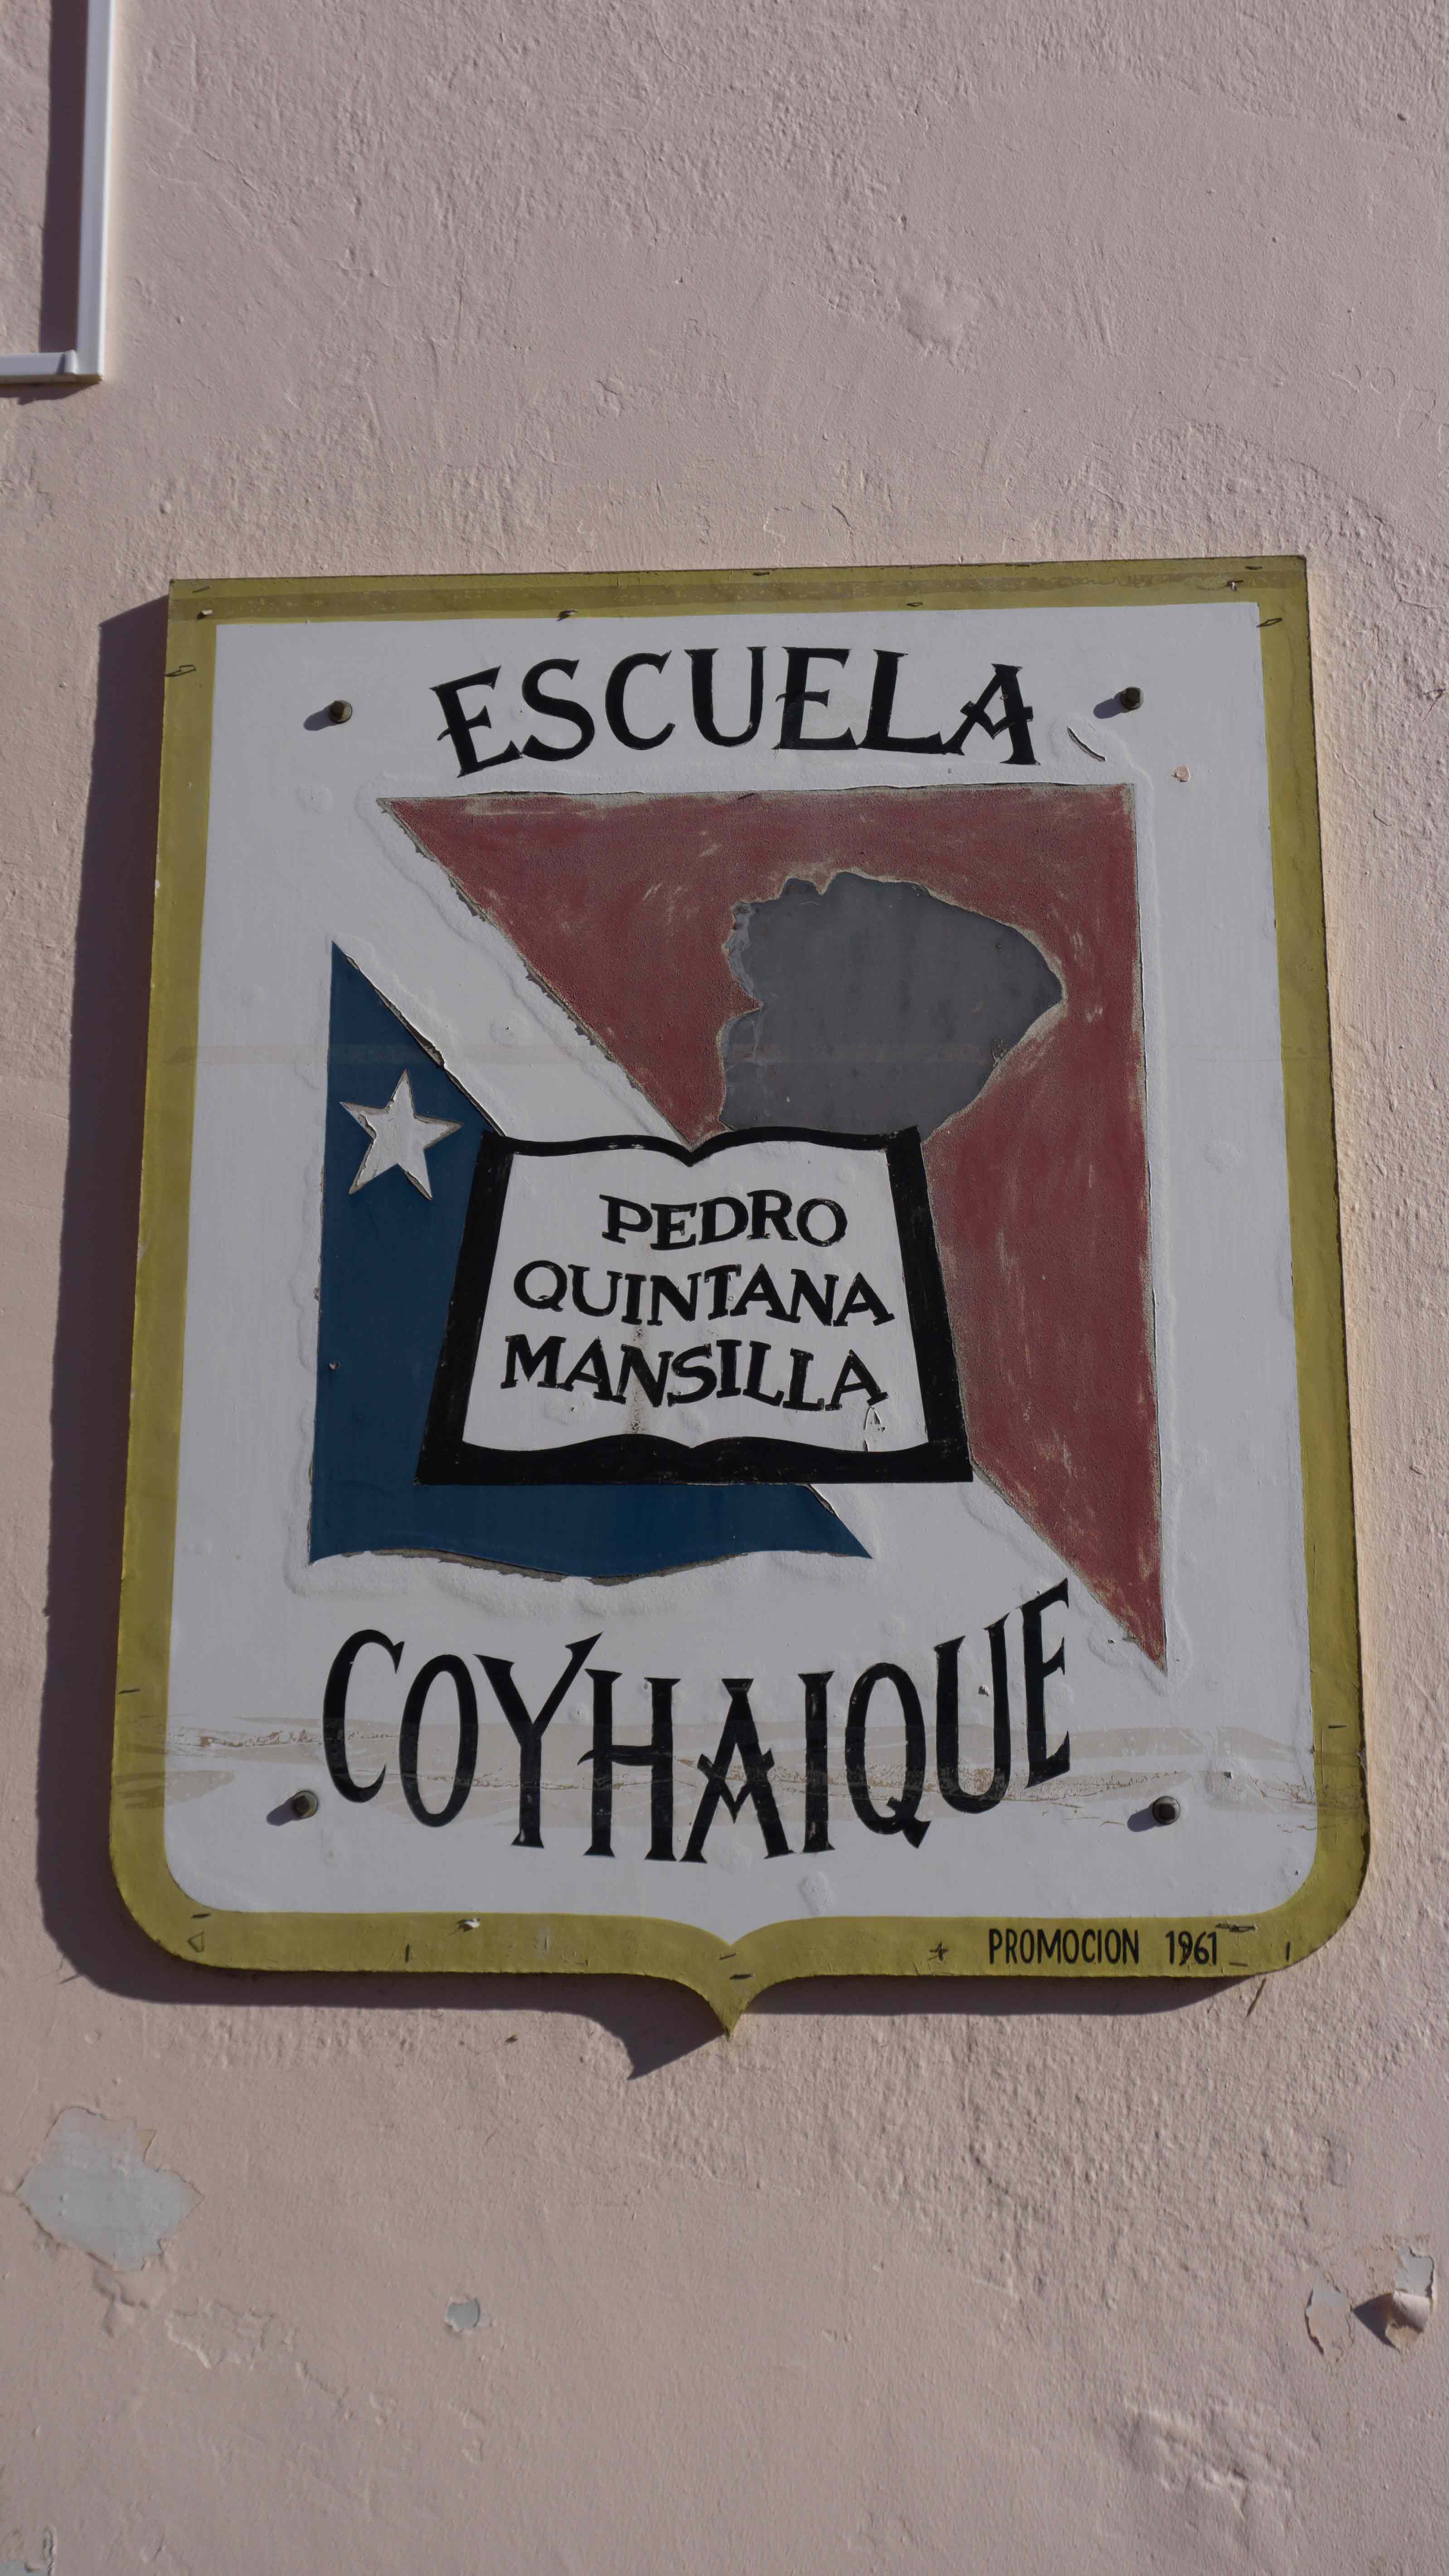 ESCUELA
PEDRO
QUINTANA
MANSILLA
COYHAIQUE
PROMOCION 1961